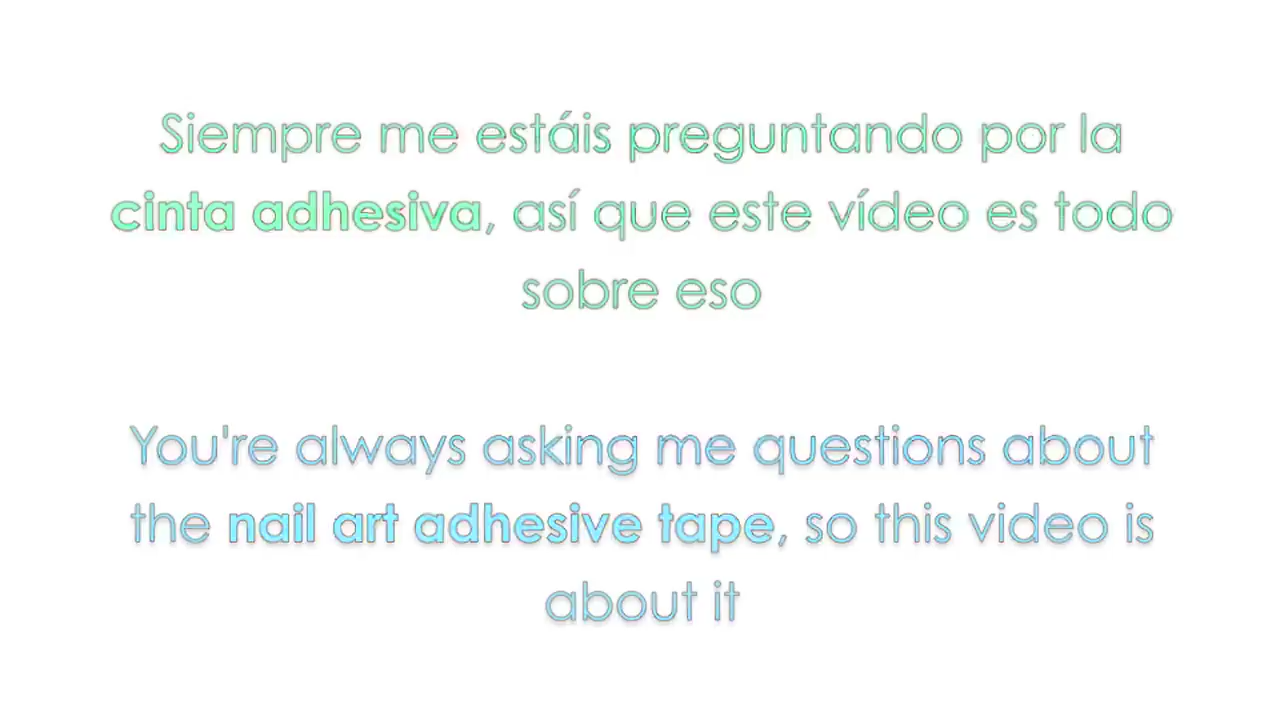 Siempre me estáis preguntando por la
cinta adhesiva, así que este vídeo es todo
sobre eso
You're always asking me questions about
the nail art adhesive tape, so this video is
about it